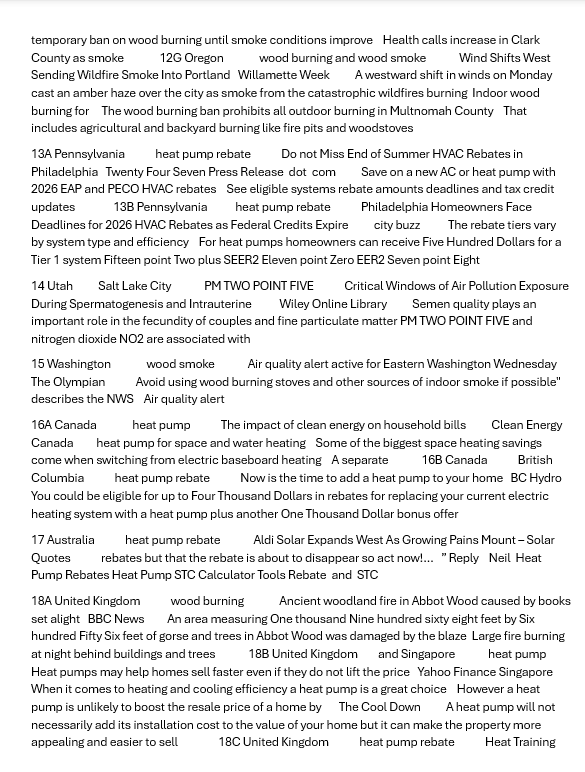 temporary ban on wood burning until smoke conditions improve Health calls increase in Clark
County as smoke 12G Oregon wood burning and wood smoke Wind Shifts West
Sending Wildfire Smoke Into Portland Willamette Week A westward shift in winds on Monday
cast an amber haze over the city as smoke from the catastrophic wildfires burning Indoor wood
burning for The wood burning ban prohibits all outdoor burning in Multnomah County That
includes agricultural and backyard burning like fire pits and woodstoves
13A Pennsylvania heat pump rebate Do not Miss End of Summer HVAC Rebates in
Philadelphia Twenty Four Seven Press Release dot com Save on a new AC or heat pump with
2026 EAP and PECO HVAC rebates See eligible systems rebate amounts deadlines and tax credit
updates 13B Pennsylvania heat pump rebate Philadelphia Homeowners Face
Deadlines for 2026 HVAC Rebates as Federal Credits Expire city buzz The rebate tiers vary
by system type and efficiency For heat pumps homeowners can receive Five Hundred Dollars for a
Tier 1 system Fifteen point Two plus SEER2 Eleven point Zero EER2 Seven point Eight
14 Utah Salt Lake City PM TWO POINT FIVE Critical Windows of Air Pollution Exposure
During Spermatogenesis and Intrauterine Wiley Online Library Semen quality plays an
important role in the fecundity of couples and fine particulate matter PM TWO POINT FIVE and
nitrogen dioxide NO2 are associated with
15 Washington wood smoke Air quality alert active for Eastern Washington Wednesday
The Olympian Avoid using wood burning stoves and other sources of indoor smoke if possible"
describes the NWS Air quality alert
16A Canada heat pump The impact of clean energy on household bills Clean Energy
Canada heat pump for space and water heating Some of the biggest space heating savings
come when switching from electric baseboard heating A separate 16B Canada British
Columbia heat pump rebate Now is the time to add a heat pump to your home BC Hydro
You could be eligible for up to Four Thousand Dollars in rebates for replacing your current electric
heating system with a heat pump plus another One Thousand Dollar bonus offer
17 Australia heat pump rebate Aldi Solar Expands West As Growing Pains Mount – Solar
Quotes rebates but that the rebate is about to disappear so act now!... " Reply Neil Heat
Pump Rebates Heat Pump STC Calculator Tools Rebate and STC
18A United Kingdom wood burning Ancient woodland fire in Abbot Wood caused by books
set alight BBC News An area measuring One thousand Nine hundred sixty eight feet by Six
hundred Fifty Six feet of gorse and trees in Abbot Wood was damaged by the blaze Large fire burning
at night behind buildings and trees 18B United Kingdom and Singapore heat pump
Heat pumps may help homes sell faster even if they do not lift the price Yahoo Finance Singapore
When it comes to heating and cooling efficiency a heat pump is a great choice However a heat
pump is unlikely to boost the resale price of a home by The Cool Down A heat pump will not
necessarily add its installation cost to the value of your home but it can make the property more
appealing and easier to sell 18C United Kingdom heat pump rebate Heat Training